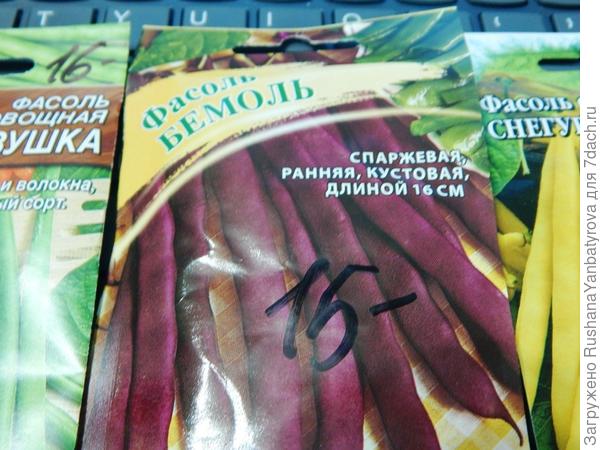 T Y U I O P
16-
ФАСОЛЬ
ОВОЩНАЯ
ВУШКА
и волокна,
ый сорт.
Фасоль
БЕМОЛЬ
СПАРЖЕВАЯ,
РАННЯЯ, КУСТОВАЯ,
ДЛИНОЙ 16 СМ
15-
Фасоль
СНЕГУ
Загружено RushanaYanbatyrova для 7dach.ru